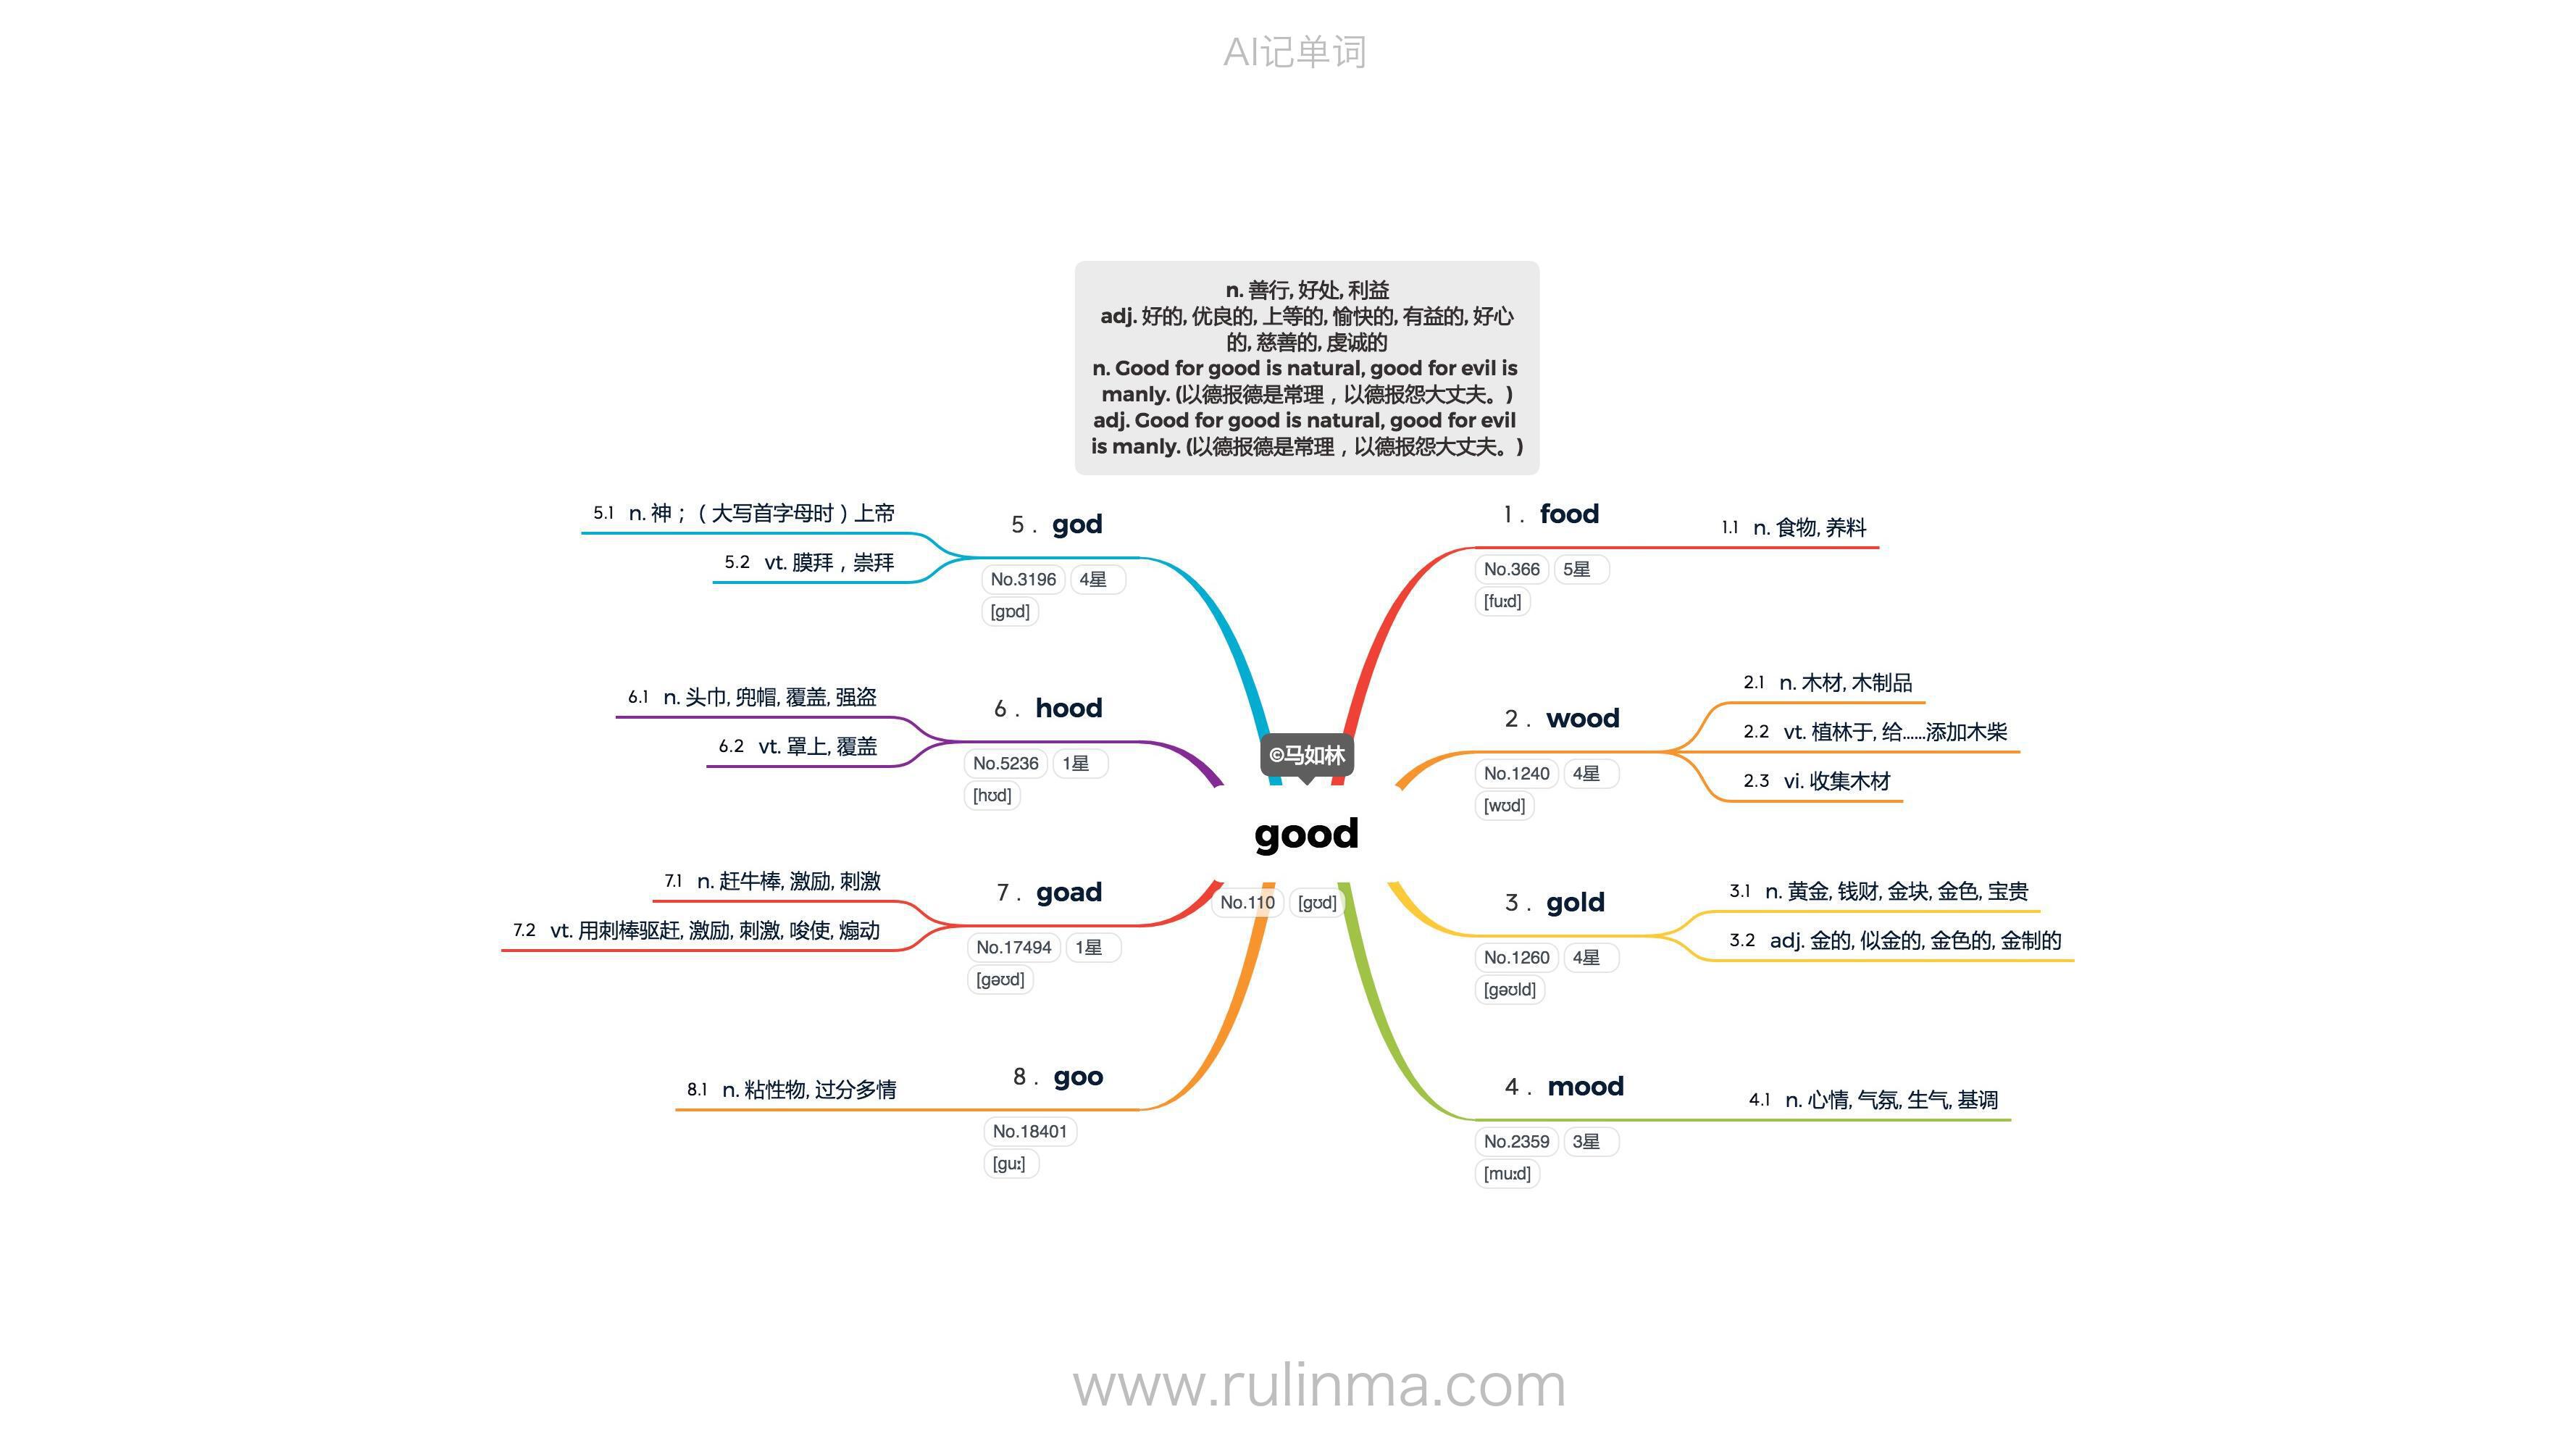 AI记单词
n. 善行, 好处, 利益
adj. 好的, 优良的, 上等的, 愉快的, 有益的, 好心
的, 慈善的, 虔诚的
n. Good for good is natural, good for evil is
manly. (以德报德是常理，以德报怨大丈夫。)
adj. Good for good is natural, good for evil
is manly. (以德报德是常理，以德报怨大丈夫。)
©马如林
good
No.110 [gʊd]
1. food
No.366 5星
[fuːd]
1.1 n. 食物, 养料
2. wood
No.1240 4星
[wʊd]
2.1 n. 木材, 木制品
2.2 vt. 植林于, 给......添加木柴
2.3 vi. 收集木材
3. gold
No.1260 4星
[gəʊld]
3.1 n. 黄金, 钱财, 金块, 金色, 宝贵
3.2 adj. 金的, 似金的, 金色的, 金制的
4. mood
No.2359 3星
[muːd]
4.1 n. 心情, 气氛, 生气, 基调
5. god
No.3196 4星
[gɒd]
5.1 n. 神；（大写首字母时）上帝
5.2 vt. 膜拜，崇拜
6. hood
No.5236 1星
[hʊd]
6.1 n. 头巾, 兜帽, 覆盖, 强盗
6.2 vt. 罩上, 覆盖
7. goad
No.17494 1星
[gəʊd]
7.1 n. 赶牛棒, 激励, 刺激
7.2 vt. 用刺棒驱赶, 激励, 刺激, 唆使, 煽动
8. goo
No.18401
[guː]
8.1 n. 粘性物, 过分多情
www.rulinma.com